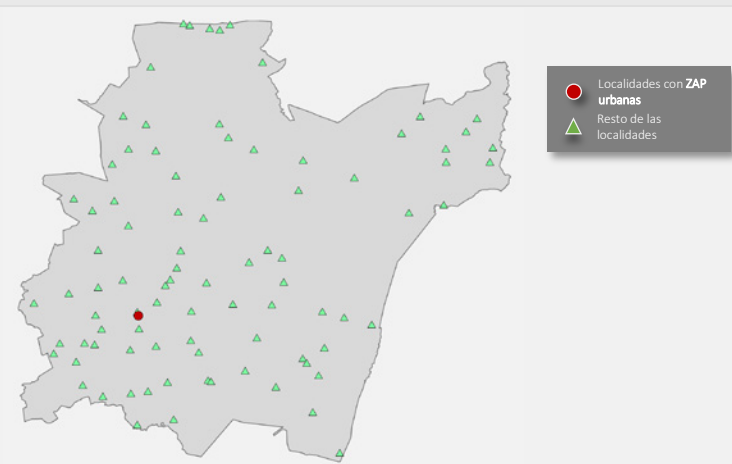 Localidades con ZAP
urbanas
Resto de las
localidades